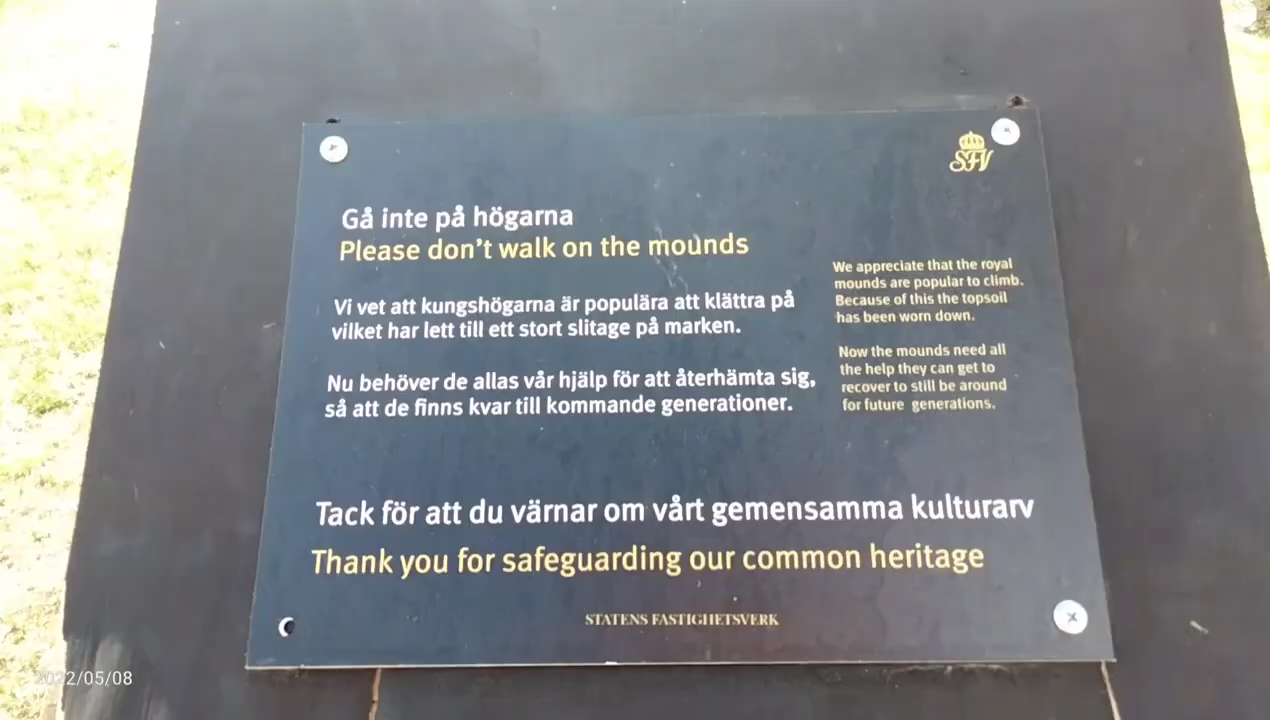 SFV
Gå inte på högarna
Please don't walk on the mounds
Vi vet att kungshögarna är populära att klättra på
vilket har lett till ett stort slitage på marken.
Nu behöver de allas vår hjälp för att återhämta sig,
så att de finns kvar till kommande generationer.
We appreciate that the royal
mounds are popular to climb.
Because of this the topsoil
has been worn down.
Now the mounds need all
the help they can get to
recover to still be around
for future generations.
Tack för att du värnar om vårt gemensamma kulturarv
Thank you for safeguarding our common heritage
STATENS FASTIGHETSVERK
2022/05/08